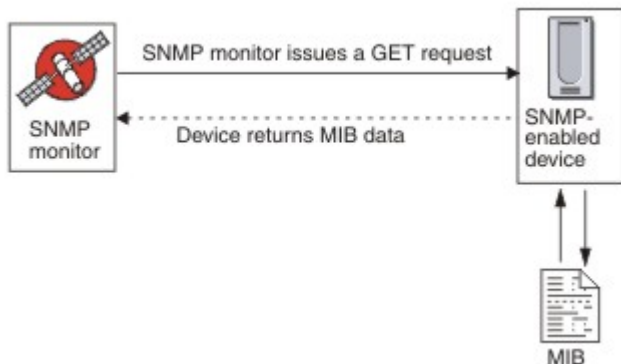 SNMP monitor issues a GET request
SNMP
monitor
Device returns MIB data
SNMP-
enabled
device
MIB